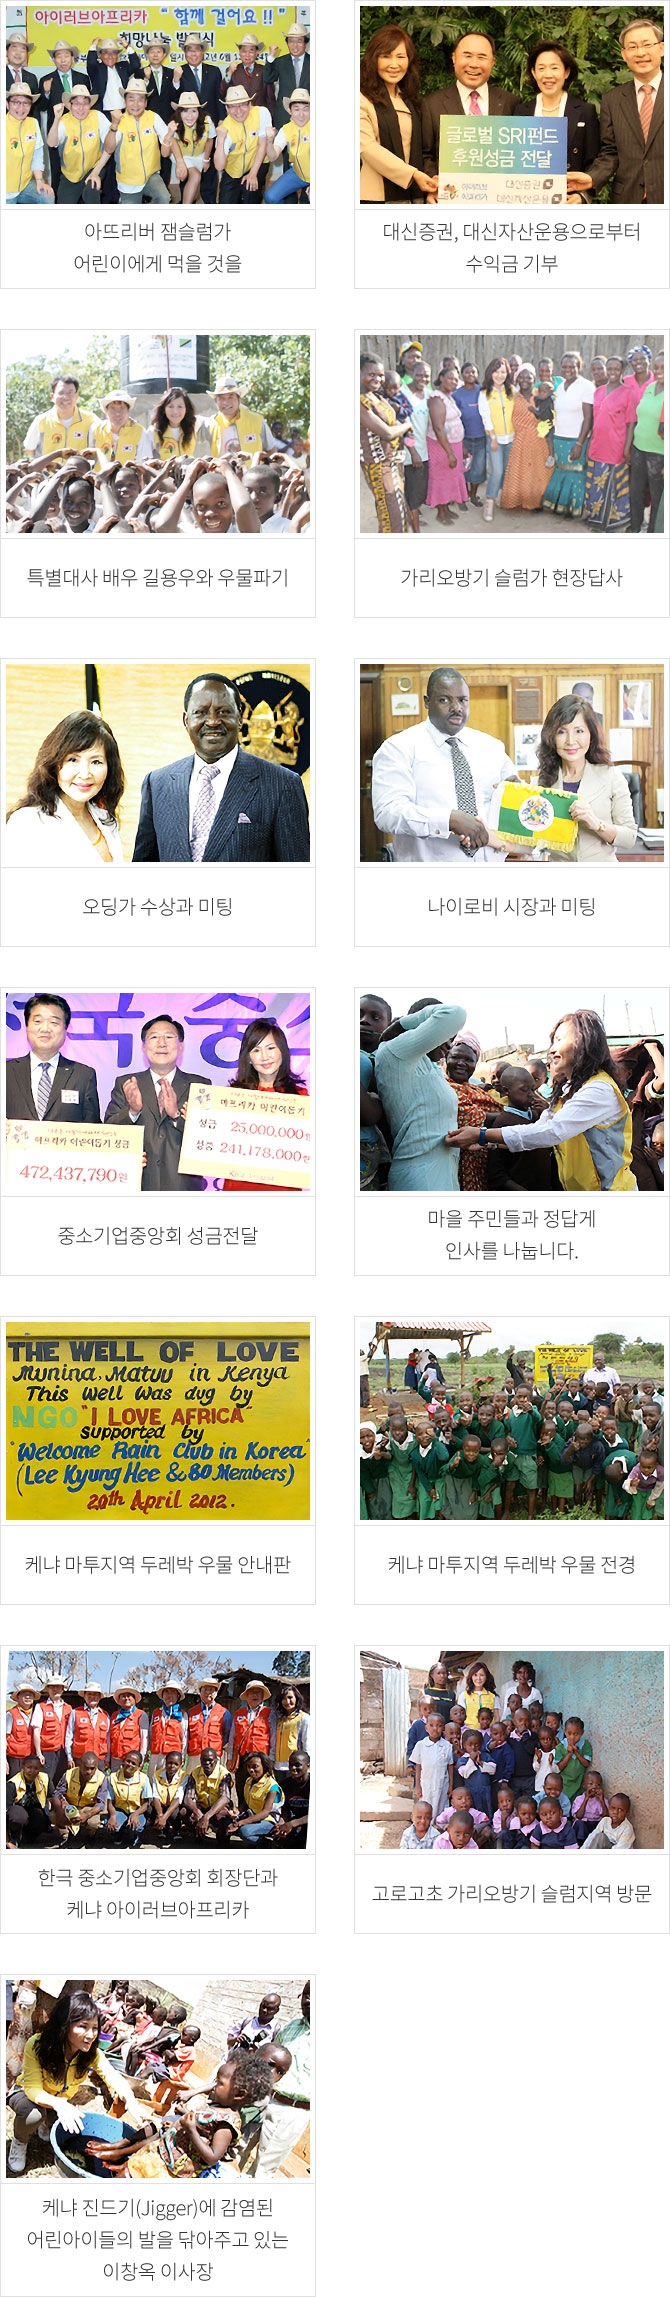 아이러브아프리카 " 함께 걸어요 !! "
아뜨리버 잼슬럼가
어린이에게 먹을 것을
글로벌 SRI펀드
후원성금 전달
대신증권
대신자산운용
대신증권, 대신자산운용으로부터
수익금 기부
특별대사 배우 길용우와 우물파기
가리오방기 슬럼가 현장답사
오딩가 수상과 미팅
나이로비 시장과 미팅
아프리카 어린이돕기 성금
472,437,790원
아프리카 어린이돕기
성금 25,000,000원
성품 241,178,000원
중소기업중앙회 성금전달
마을 주민들과 정답게
인사를 나눕니다.
THE WELL OF LOVE
Munina, Matuu in Kenya
This Well Was dug by
NGO "I LOVE AFRICA"
Supported by
"Welcome Rain Club in Korea"
(Lee Kyung Hee & 80 Members)
20th April 2012.
케냐 마투지역 두레박 우물 안내판
THE WELL OF LOVE
케냐 마투지역 두레박 우물 전경
한극 중소기업중앙회 회장단과
케냐 아이러브아프리카
고로고초 가리오방기 슬럼지역 방문
케냐 진드기(Jigger)에 감염된
어린아이들의 발을 닦아주고 있는
이창옥 이사장